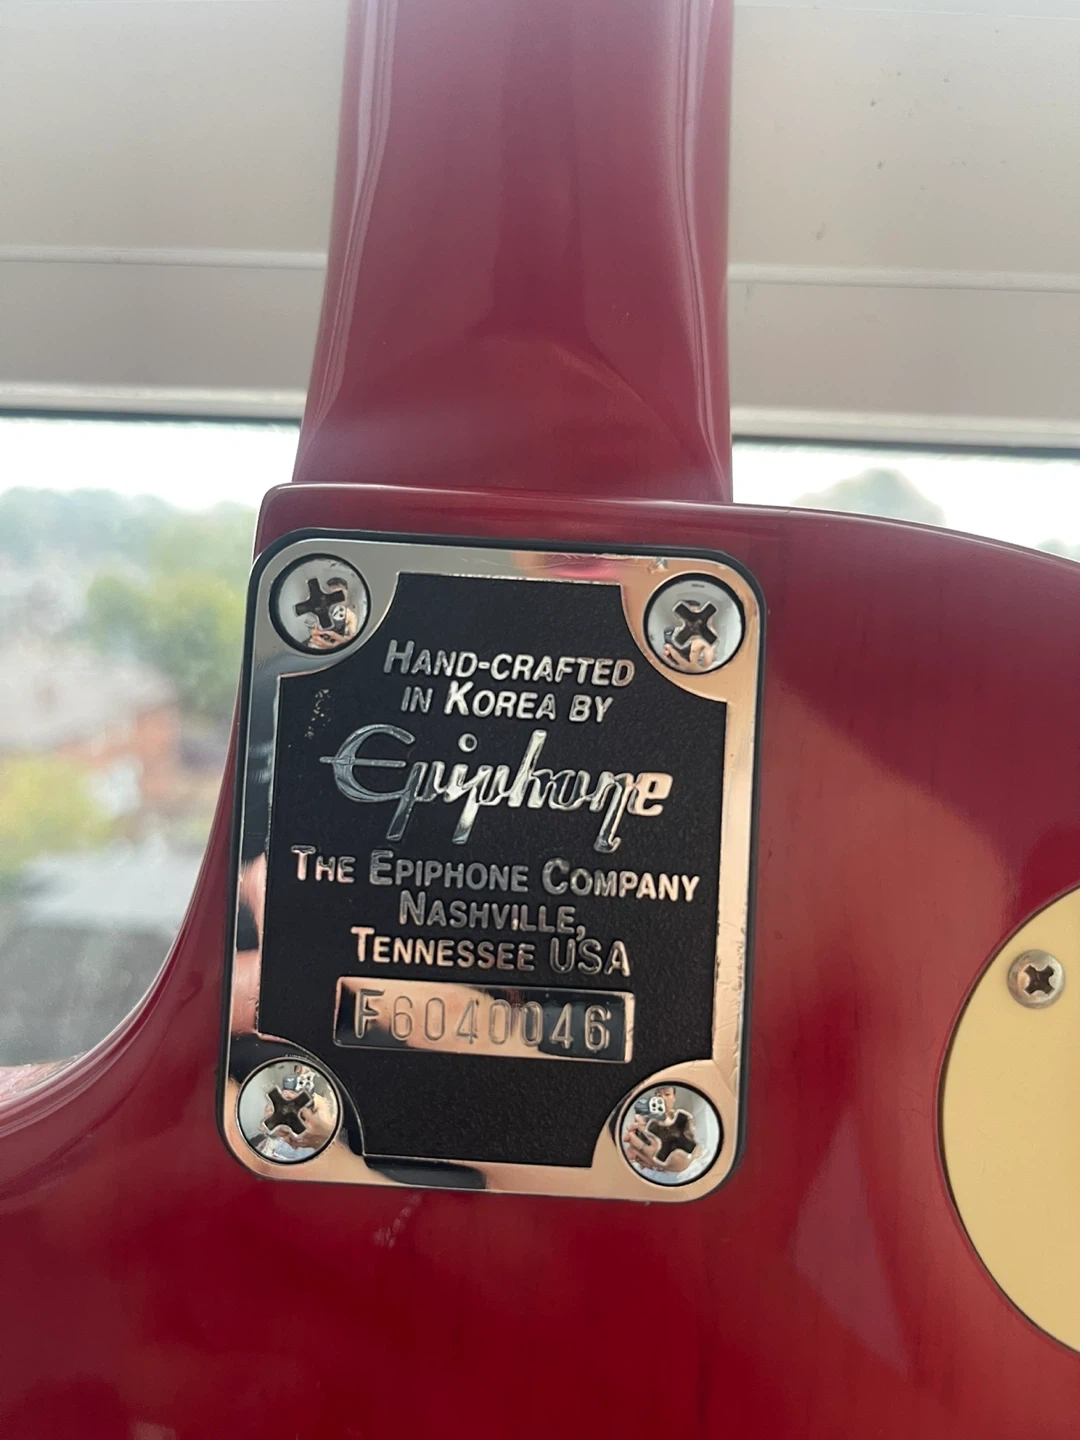 HAND-CRAFTED
IN KOREA BY
Epiphone
THE EPIPHONE COMPANY
NASHVILLE,
TENNESSEE USA
F6040046